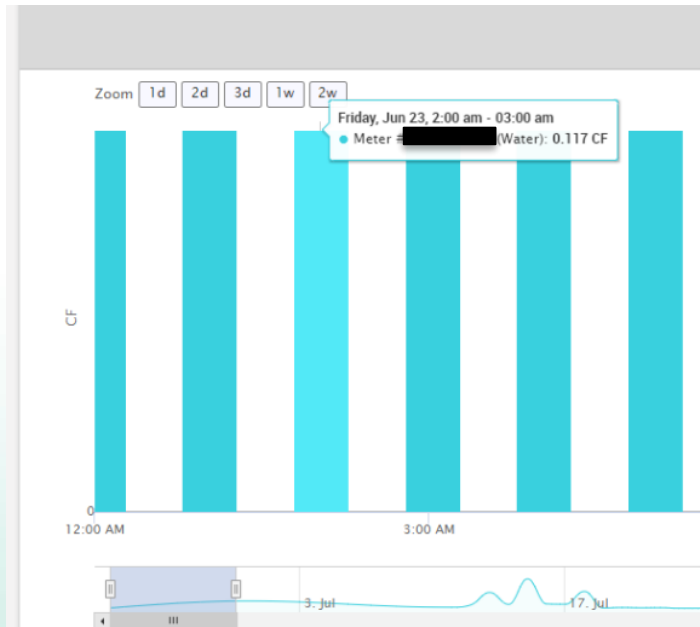 Zoom 1d 2d 3d 1w 2w
Friday, Jun 23, 2:00 am - 03:00 am
Meter # (Water): 0.117 CF
CF
0
12:00 AM 3:00 AM
3. Jul 17. Jul